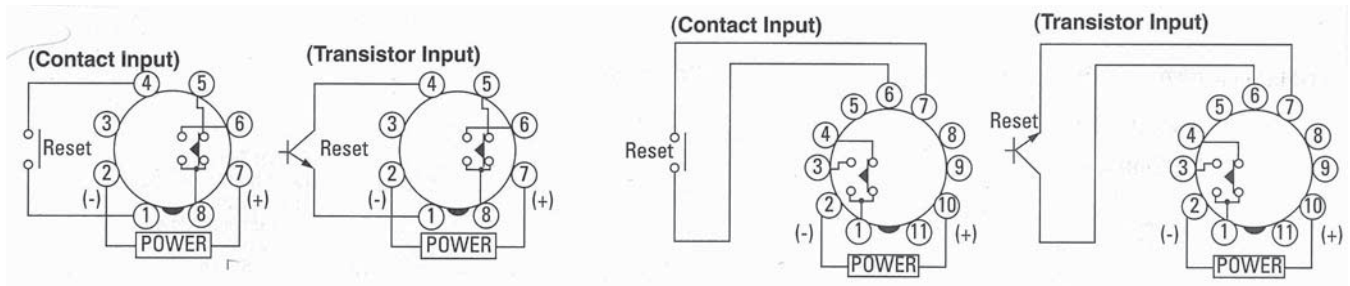 (Contact Input)
(Transistor Input)
4 5
3 6
Reset
2 7
(-) (+)
1 8
POWER
4 5
3 6
Reset
2 7
(-) (+)
1 8
POWER
(Contact Input)
(Transistor Input)
6
5 7
4 8
Reset
3 9
2 10
(-) (+)
1 11
POWER
6
5 7
Reset
4 8
3 9
2 10
(-) (+)
1 11
POWER